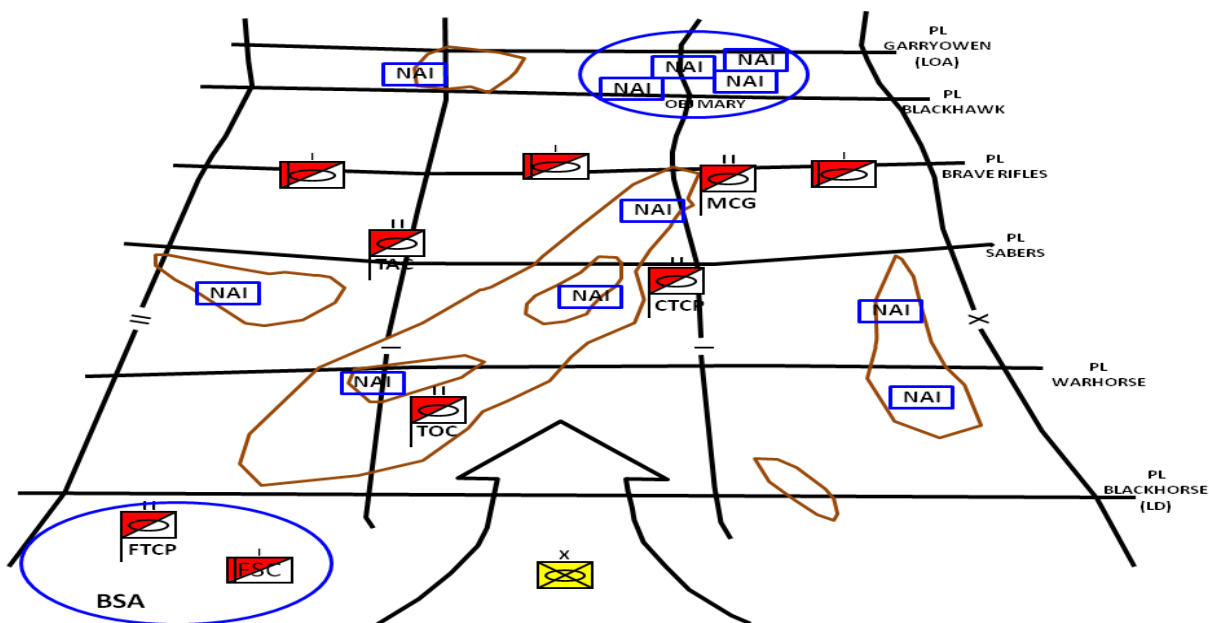 PL
GARRYOWEN
(LOA)
NAI
NAI
NAI
NAI
NAI
OBJ MARY
PL
BLACKHAWK
I
I
II
I
PL
BRAVE RIFLES
MCG
NAI
II
TAC
PL
SABERS
II
CTCP
NAI
NAI
NAI
II
X
I
I
PL
WARHORSE
NAI
II
TOC
NAI
PL
BLACKHORSE
(LD)
II
FTCP
I
FSC
BSA
X